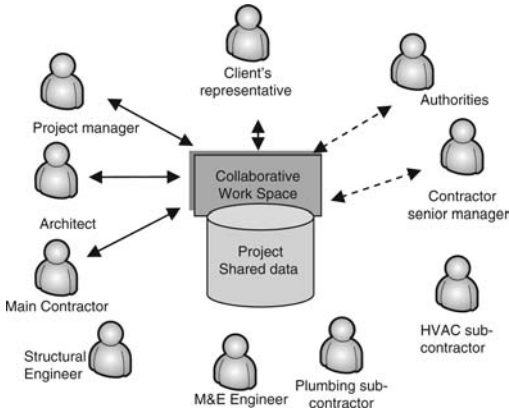 Client's
representative
Authorities
Project manager
Collaborative
Work Space
Contractor
senior manager
Architect
Project
Shared data
Main Contractor
HVAC sub-
contractor
Structural
Engineer
M&E Engineer
Plumbing sub-
contractor